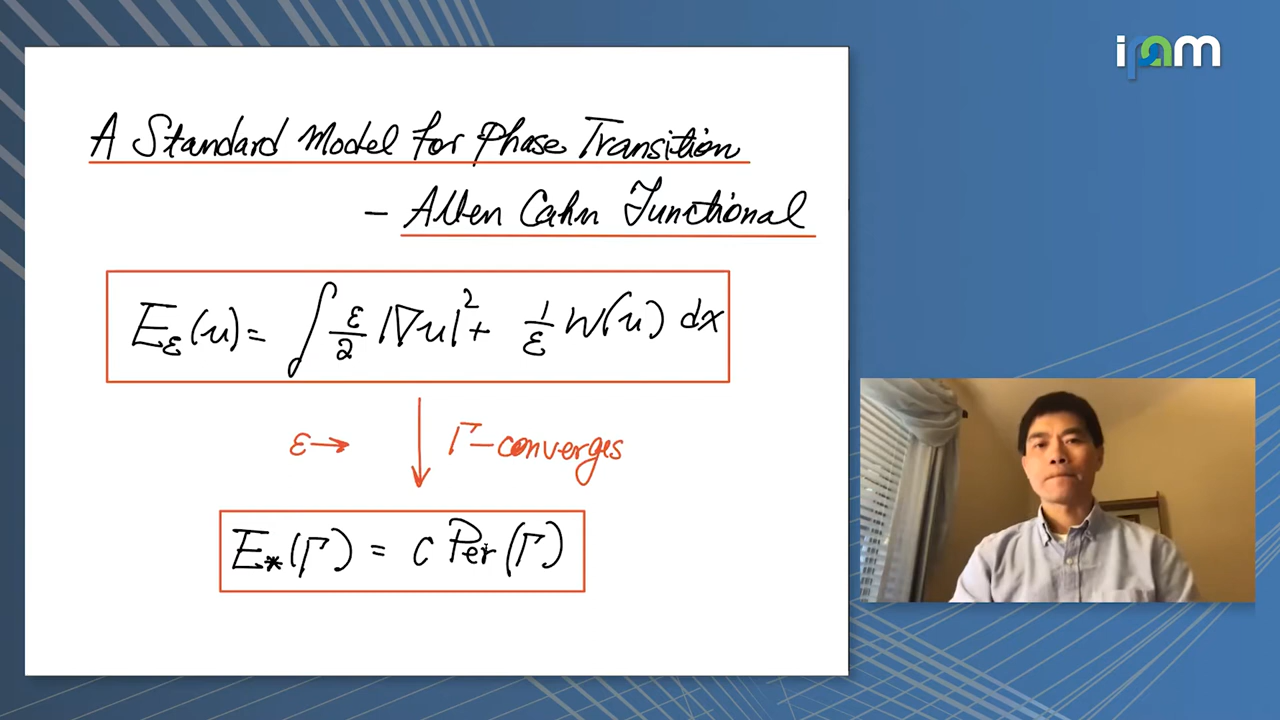 ipam
A Standard Model for Phase Transition
- Allen Cahn Functional
E_ε(u) = ∫ ε/2 |∇u|² + 1/ε W(u) dx
ε→ Γ-converges
E_*(Γ) = C Per(Γ)